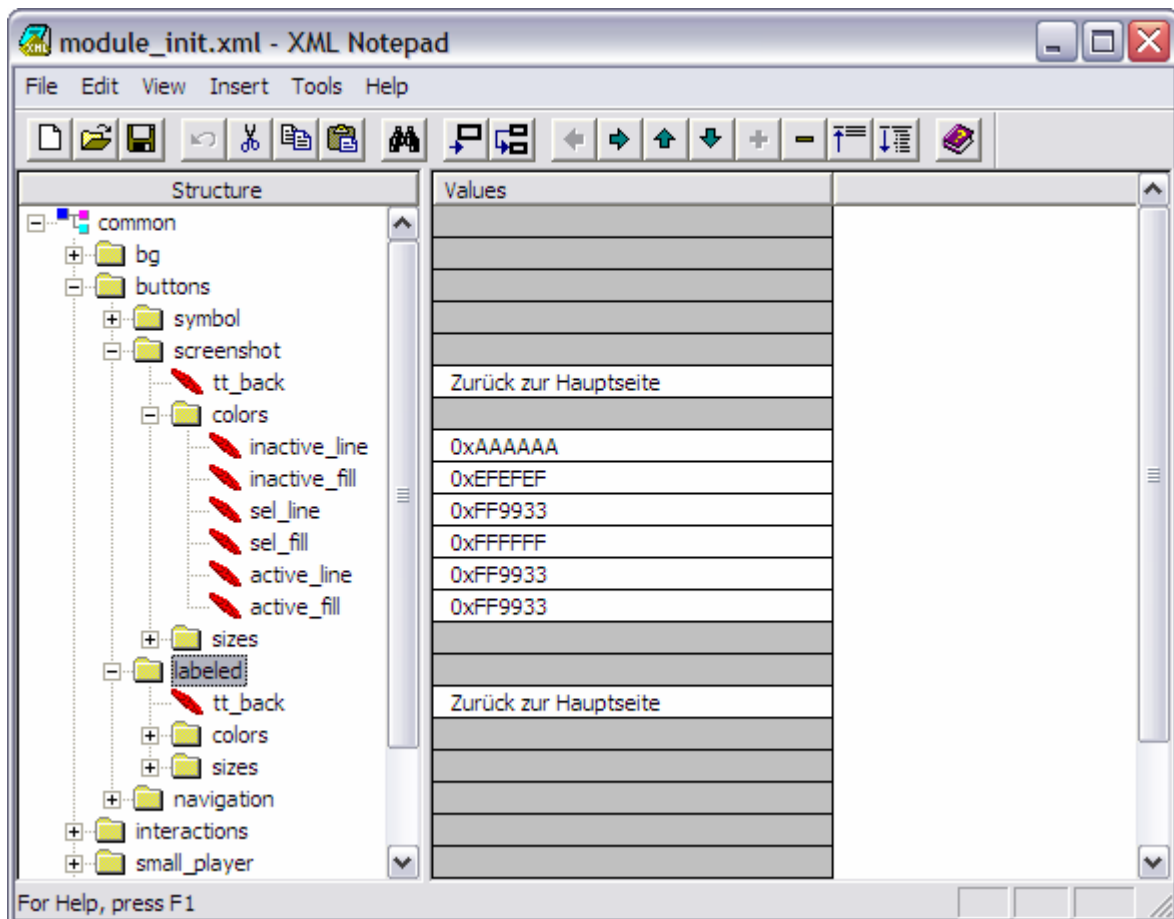 module_init.xml - XML Notepad
File Edit View Insert Tools Help
Structure Values
common
bg
buttons
symbol
screenshot
tt_back Zurück zur Hauptseite
colors
inactive_line 0xAAAAAA
inactive_fill 0xEFEFEF
sel_line 0xFF9933
sel_fill 0xFFFFFF
active_line 0xFF9933
active_fill 0xFF9933
sizes
labeled
tt_back Zurück zur Hauptseite
colors
sizes
navigation
interactions
small_player
For Help, press F1